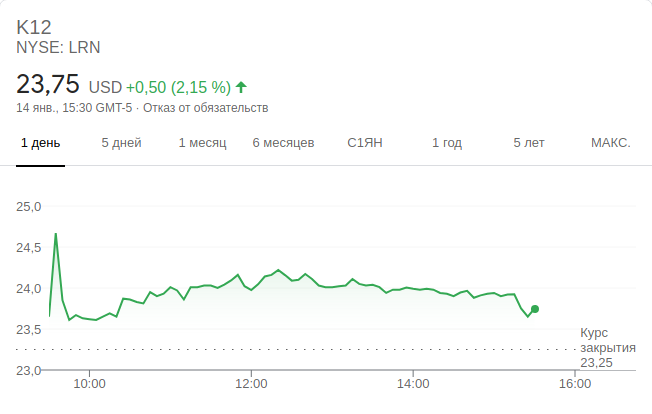 K12
NYSE: LRN
23,75 USD +0,50 (2,15 %)
14 янв., 15:30 GMT-5 · Отказ от обязательств
1 день 5 дней 1 месяц 6 месяцев С1ЯН 1 год 5 лет МАКС.
25,0
24,5
24,0
23,5
Курс
закрытия
23,25
23,0
10:00 12:00 14:00 16:00